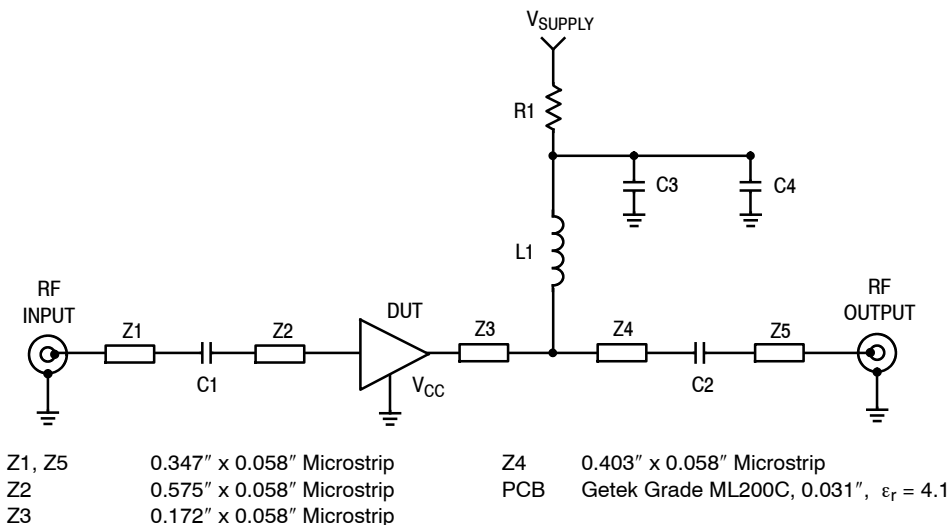 VSUPPLY
R1
C3
C4
L1
RF
INPUT
Z1
C1
Z2
DUT
VCC
Z3
Z4
C2
Z5
RF
OUTPUT
Z1, Z5 0.347″ x 0.058″ Microstrip
Z2 0.575″ x 0.058″ Microstrip
Z3 0.172″ x 0.058″ Microstrip
Z4 0.403″ x 0.058″ Microstrip
PCB Getek Grade ML200C, 0.031″, εr = 4.1